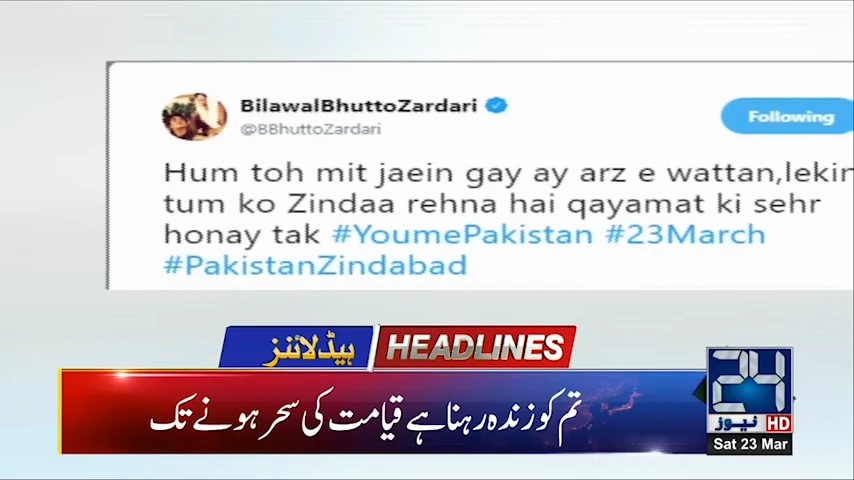 BilawalBhuttoZardari
@BBhuttoZardari
Following
Hum toh mit jaein gay ay arz e wattan,lekin
tum ko Zindaa rehna hai qayamat ki sehr
honay tak #YoumePakistan #23March
#PakistanZindabad
ہیڈلائنز HEADLINES
تم کو زندہ رہنا ہے قیامت کی سحر ہونے تک
24
نیوز HD
Sat 23 Mar